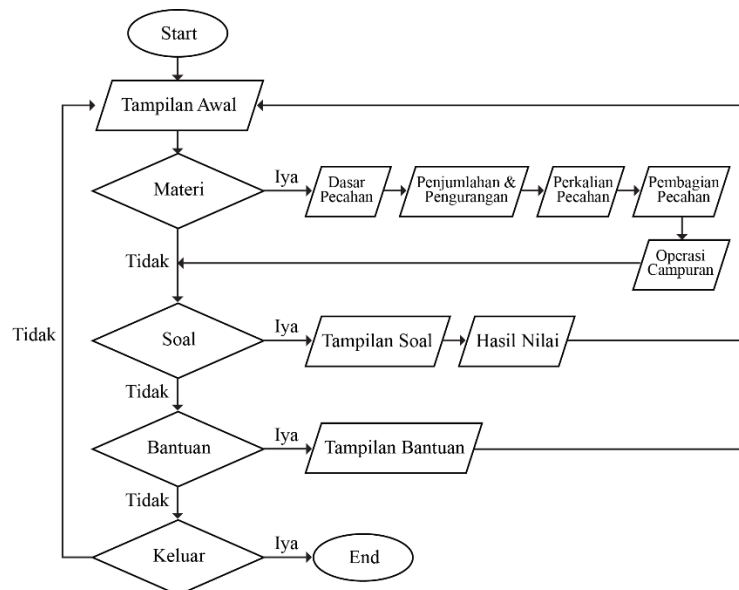 Start
Tampilan Awal
Materi
Iya
Dasar
Pecahan
Penjumlahan &
Pengurangan
Perkalian
Pecahan
Pembagian
Pecahan
Operasi
Campuran
Tidak
Tidak
Soal
Iya
Tampilan Soal
Hasil Nilai
Tidak
Bantuan
Iya
Tampilan Bantuan
Tidak
Keluar
Iya
End